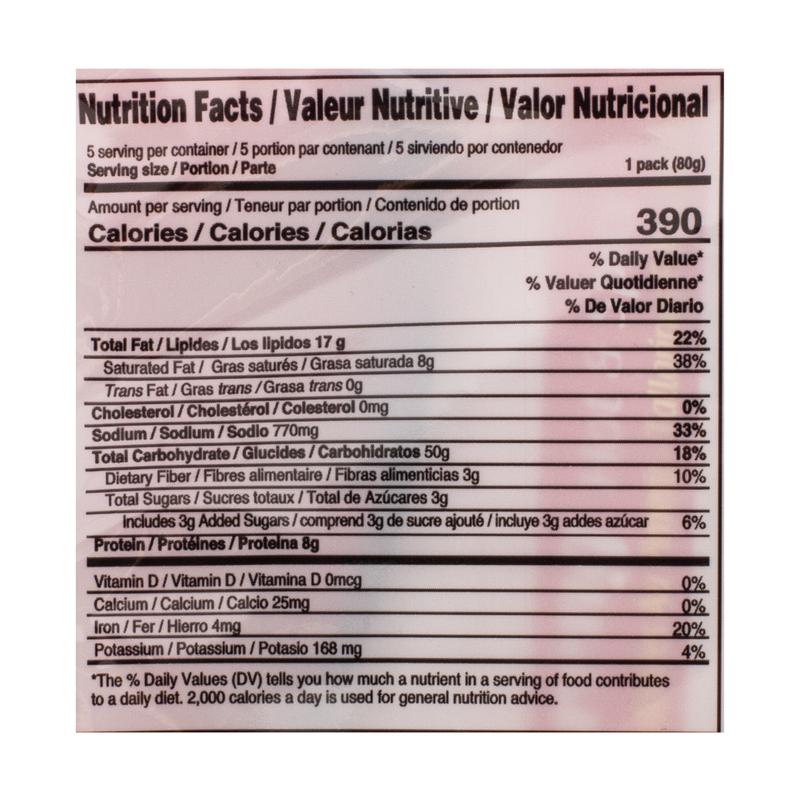 Nutrition Facts / Valeur Nutritive / Valor Nutricional
5 serving per container / 5 portion par contenant / 5 sirviendo por contenedor
Serving size / Portion / Parte 1 pack (80g)
Amount per serving / Teneur par portion / Contenido de portion
Calories / Calories / Calorias 390
% Daily Value*
% Valuer Quotidienne*
% De Valor Diario
Total Fat / Lipides / Los lipidos 17 g 22%
Saturated Fat / Gras saturés / Grasa saturada 8g 38%
Trans Fat / Gras trans / Grasa trans 0g
Cholesterol / Cholestérol / Colesterol 0mg 0%
Sodium / Sodium / Sodio 770mg 33%
Total Carbohydrate / Glucides / Carbohidratos 50g 18%
Dietary Fiber / Fibres alimentaire / Fibras alimenticias 3g 10%
Total Sugars / Sucres totaux / Total de Azúcares 3g
Includes 3g Added Sugars / comprend 3g de sucre ajouté / incluye 3g addes azúcar 6%
Protein / Protéines / Proteina 8g
Vitamin D / Vitamin D / Vitamina D 0mcg 0%
Calcium / Calcium / Calcio 25mg 0%
Iron / Fer / Hierro 4mg 20%
Potassium / Potassium / Potasio 168 mg 4%
*The % Daily Values (DV) tells you how much a nutrient in a serving of food contributes
to a daily diet. 2,000 calories a day is used for general nutrition advice.